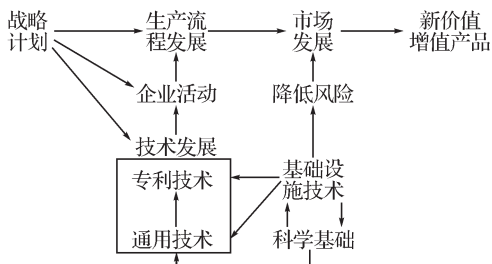 战略
计划
生产流
程发展
市场
发展
新价值
增值产品
企业活动
降低风险
技术发展
专利技术
基础设
施技术
通用技术
科学基础